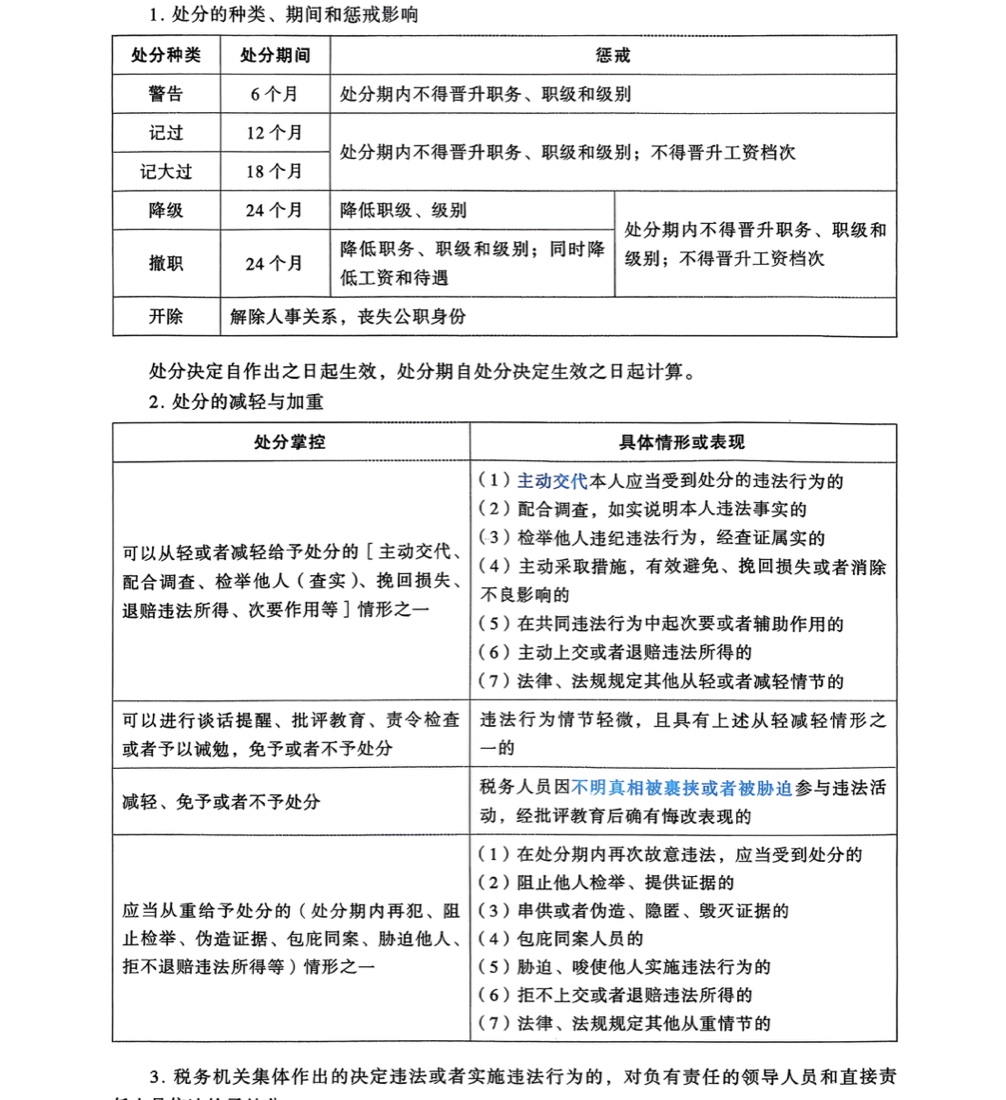 1. 处分的种类、期间和惩戒影响
处分种类 处分期间 惩戒
警告 6个月 处分期内不得晋升职务、职级和级别
记过 12个月
处分期内不得晋升职务、职级和级别；不得晋升工资档次
记大过 18个月
降级 24个月 降低职级、级别
处分期内不得晋升职务、职级和
级别；不得晋升工资档次
撤职 24个月
降低职务、职级和级别；同时降
低工资和待遇
开除 解除人事关系，丧失公职身份
处分决定自作出之日起生效，处分期自处分决定生效之日起计算。
2. 处分的减轻与加重
处分掌控 具体情形或表现
可以从轻或者减轻给予处分的［主动交代、
配合调查、检举他人（查实）、挽回损失、
退赔违法所得、次要作用等］情形之一
（1）主动交代本人应当受到处分的违法行为的
（2）配合调查，如实说明本人违法事实的
（3）检举他人违纪违法行为，经查证属实的
（4）主动采取措施，有效避免、挽回损失或者消除
不良影响的
（5）在共同违法行为中起次要或者辅助作用的
（6）主动上交或者退赔违法所得的
（7）法律、法规规定其他从轻或者减轻情节的
可以进行谈话提醒、批评教育、责令检查
或者予以诫勉，免予或者不予处分
违法行为情节轻微，且具有上述从轻减轻情形之
一的
减轻、免予或者不予处分
税务人员因不明真相被裹挟或者被胁迫参与违法活
动，经批评教育后确有悔改表现的
应当从重给予处分的（处分期内再犯、阻
止检举、伪造证据、包庇同案、胁迫他人、
拒不退赔违法所得等）情形之一
（1）在处分期内再次故意违法，应当受到处分的
（2）阻止他人检举、提供证据的
（3）串供或者伪造、隐匿、毁灭证据的
（4）包庇同案人员的
（5）胁迫、唆使他人实施违法行为的
（6）拒不上交或者退赔违法所得的
（7）法律、法规规定其他从重情节的
3. 税务机关集体作出的决定违法或者实施违法行为的，对负有责任的领导人员和直接责